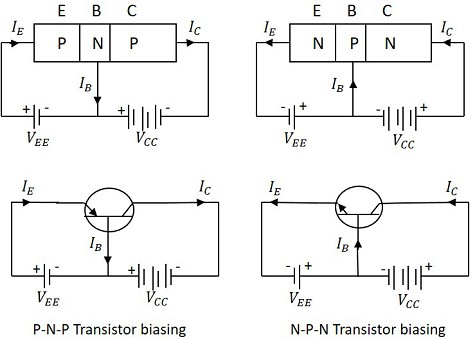 E B C
I_E P N P I_C
I_B
+ - + -
V_EE V_CC
E B C
I_E N P N I_C
I_B
- + - +
V_EE V_CC
I_E I_C
I_B
+ - + -
V_EE V_CC
P-N-P Transistor biasing
I_E I_C
I_B
- + - +
V_EE V_CC
N-P-N Transistor biasing